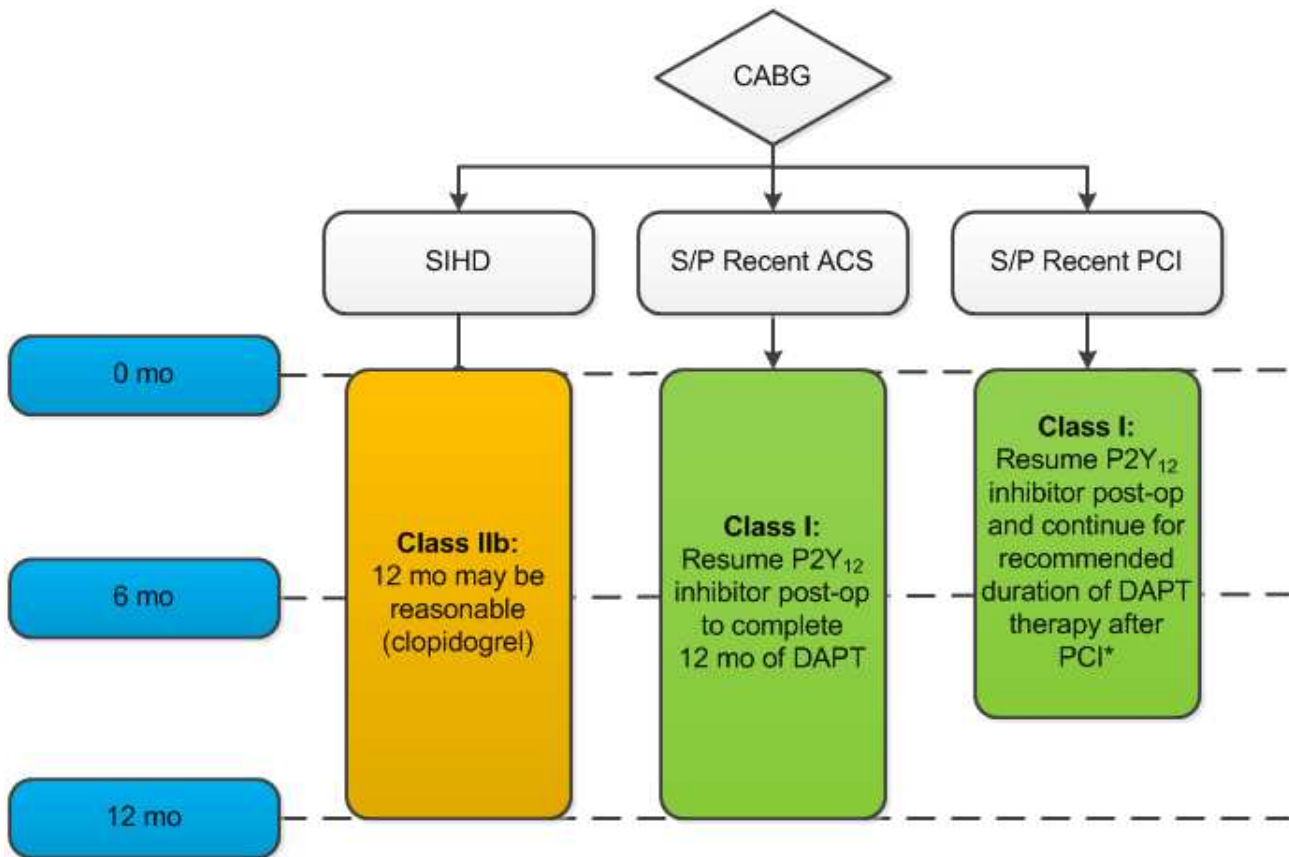 CABG
SIHD
S/P Recent ACS
S/P Recent PCI
0 mo
6 mo
12 mo
Class IIb:
12 mo may be
reasonable
(clopidogrel)
Class I:
Resume P2Y₁₂
inhibitor post-op
to complete
12 mo of DAPT
Class I:
Resume P2Y₁₂
inhibitor post-op
and continue for
recommended
duration of DAPT
therapy after
PCI*